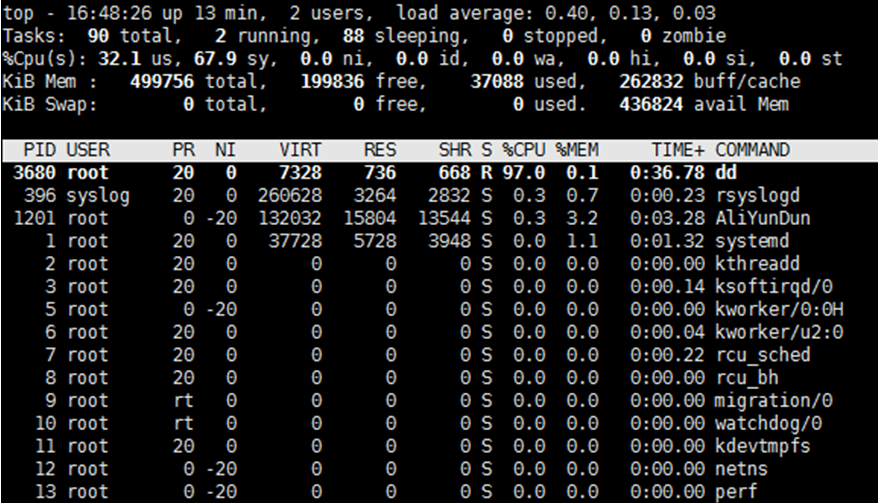 top - 16:48:26 up 13 min,  2 users,  load average: 0.40, 0.13, 0.03
Tasks:  90 total,   2 running,  88 sleeping,   0 stopped,   0 zombie
%Cpu(s): 32.1 us, 67.9 sy,  0.0 ni,  0.0 id,  0.0 wa,  0.0 hi,  0.0 si,  0.0 st
KiB Mem :   499756 total,   199836 free,    37088 used,   262832 buff/cache
KiB Swap:        0 total,        0 free,        0 used.   436824 avail Mem
PID USER      PR  NI    VIRT    RES    SHR S %CPU %MEM     TIME+ COMMAND
3680 root      20   0    7328    736    668 R 97.0  0.1   0:36.78 dd
396 syslog    20   0  260628   3264   2832 S  0.3  0.7   0:00.23 rsyslogd
1201 root       0 -20  132032  15804  13544 S  0.3  3.2   0:03.28 AliYunDun
1 root      20   0   37728   5728   3948 S  0.0  1.1   0:01.32 systemd
2 root      20   0       0      0      0 S  0.0  0.0   0:00.00 kthreadd
3 root      20   0       0      0      0 S  0.0  0.0   0:00.14 ksoftirqd/0
5 root       0 -20       0      0      0 S  0.0  0.0   0:00.00 kworker/0:0H
6 root      20   0       0      0      0 S  0.0  0.0   0:00.04 kworker/u2:0
7 root      20   0       0      0      0 S  0.0  0.0   0:00.22 rcu_sched
8 root      20   0       0      0      0 S  0.0  0.0   0:00.00 rcu_bh
9 root      rt   0       0      0      0 S  0.0  0.0   0:00.00 migration/0
10 root      rt   0       0      0      0 S  0.0  0.0   0:00.00 watchdog/0
11 root      20   0       0      0      0 S  0.0  0.0   0:00.00 kdevtmpfs
12 root       0 -20       0      0      0 S  0.0  0.0   0:00.00 netns
13 root       0 -20       0      0      0 S  0.0  0.0   0:00.00 perf